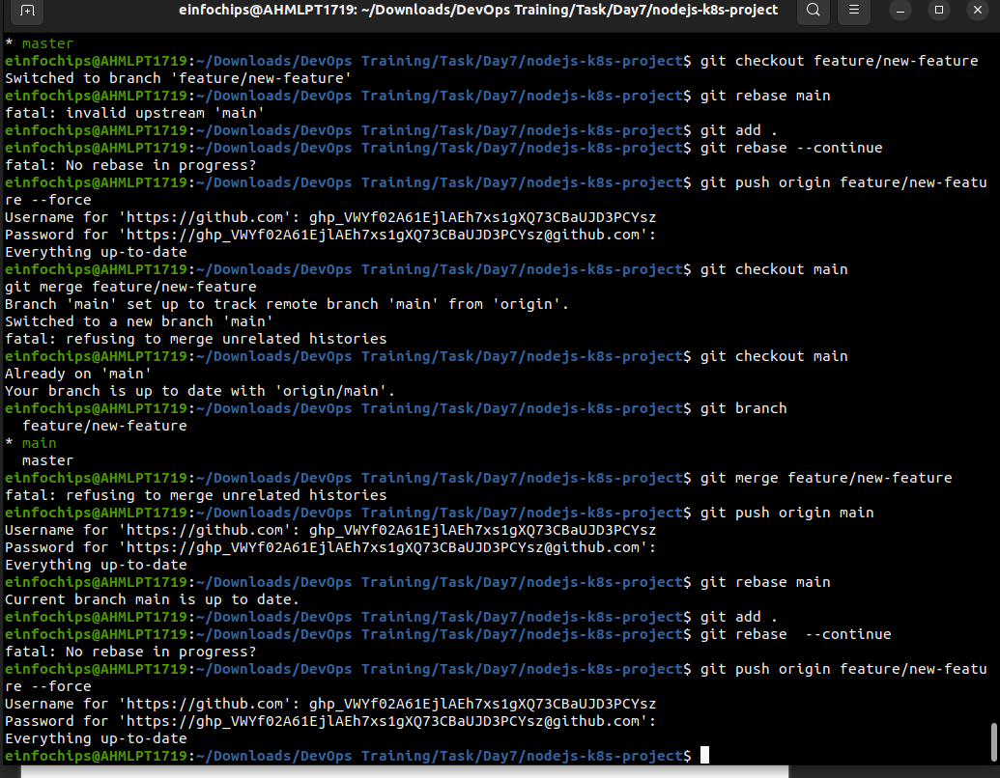 einfochips@AHMLPT1719: ~/Downloads/DevOps Training/Task/Day7/nodejs-k8s-project
* master
einfochips@AHMLPT1719:~/Downloads/DevOps Training/Task/Day7/nodejs-k8s-project$ git checkout feature/new-feature
Switched to branch 'feature/new-feature'
einfochips@AHMLPT1719:~/Downloads/DevOps Training/Task/Day7/nodejs-k8s-project$ git rebase main
fatal: invalid upstream 'main'
einfochips@AHMLPT1719:~/Downloads/DevOps Training/Task/Day7/nodejs-k8s-project$ git add .
einfochips@AHMLPT1719:~/Downloads/DevOps Training/Task/Day7/nodejs-k8s-project$ git rebase --continue
fatal: No rebase in progress?
einfochips@AHMLPT1719:~/Downloads/DevOps Training/Task/Day7/nodejs-k8s-project$ git push origin feature/new-featu
re --force
Username for 'https://github.com': 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
Password for 'https://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@github.com':
Everything up-to-date
einfochips@AHMLPT1719:~/Downloads/DevOps Training/Task/Day7/nodejs-k8s-project$ git checkout main
git merge feature/new-feature
Branch 'main' set up to track remote branch 'main' from 'origin'.
Switched to a new branch 'main'
fatal: refusing to merge unrelated histories
einfochips@AHMLPT1719:~/Downloads/DevOps Training/Task/Day7/nodejs-k8s-project$ git checkout main
Already on 'main'
Your branch is up to date with 'origin/main'.
einfochips@AHMLPT1719:~/Downloads/DevOps Training/Task/Day7/nodejs-k8s-project$ git branch
  feature/new-feature
* main
  master
einfochips@AHMLPT1719:~/Downloads/DevOps Training/Task/Day7/nodejs-k8s-project$ git merge feature/new-feature
fatal: refusing to merge unrelated histories
einfochips@AHMLPT1719:~/Downloads/DevOps Training/Task/Day7/nodejs-k8s-project$ git push origin main
Username for 'https://github.com': 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
Password for 'https://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@github.com':
Everything up-to-date
einfochips@AHMLPT1719:~/Downloads/DevOps Training/Task/Day7/nodejs-k8s-project$ git rebase main
Current branch main is up to date.
einfochips@AHMLPT1719:~/Downloads/DevOps Training/Task/Day7/nodejs-k8s-project$ git add .
einfochips@AHMLPT1719:~/Downloads/DevOps Training/Task/Day7/nodejs-k8s-project$ git rebase  --continue
fatal: No rebase in progress?
einfochips@AHMLPT1719:~/Downloads/DevOps Training/Task/Day7/nodejs-k8s-project$ git push origin feature/new-featu
re --force
Username for 'https://github.com': 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
Password for 'https://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@github.com':
Everything up-to-date
einfochips@AHMLPT1719:~/Downloads/DevOps Training/Task/Day7/nodejs-k8s-project$